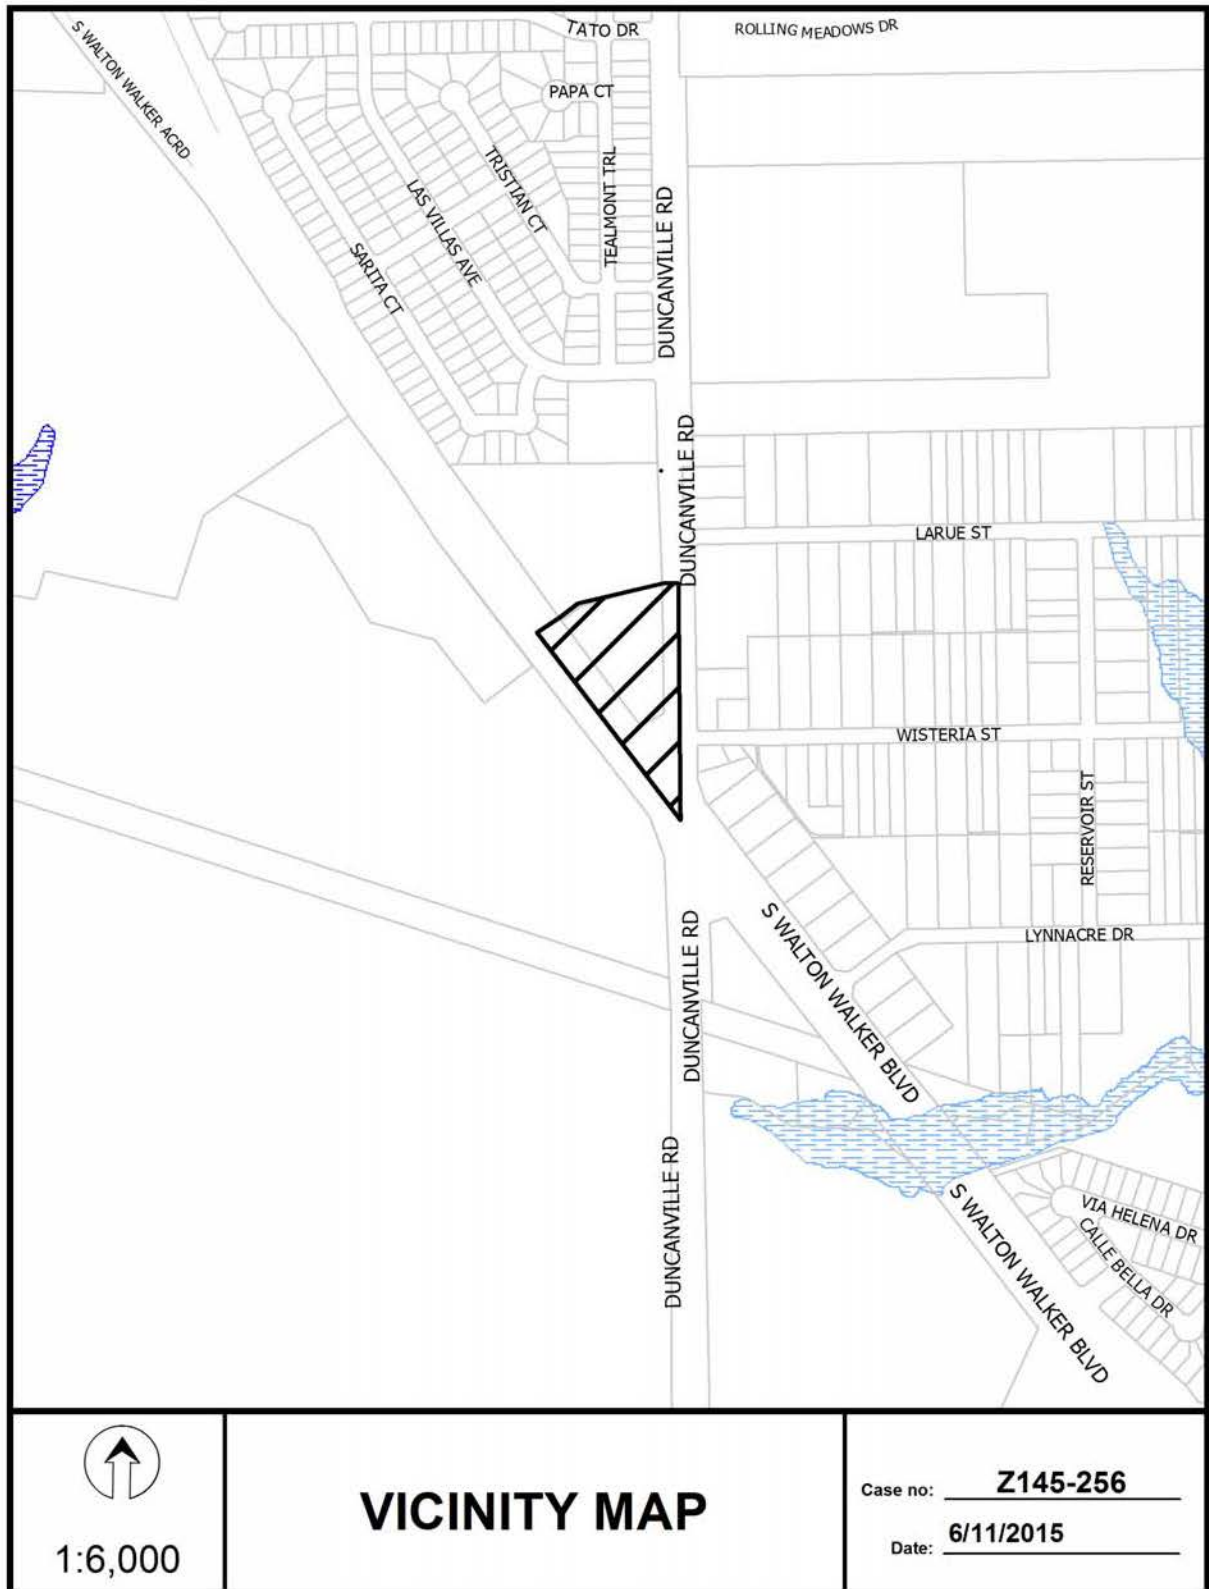 TATO DR
ROLLING MEADOWS DR
S WALTON WALKER ACRD
PAPA CT
TRISTIAN CT
TEALMONT TRL
LAS VILLAS AVE
DUNCANVILLE RD
SARITA CT
DUNCANVILLE RD
LARUE ST
WISTERIA ST
RESERVOIR ST
S WALTON WALKER BLVD
DUNCANVILLE RD
LYNNACRE DR
DUNCANVILLE RD
S WALTON WALKER BLVD
VIA HELENA DR
CALLE BELLA DR
1:6,000
VICINITY MAP
Case no: Z145-256
Date: 6/11/2015